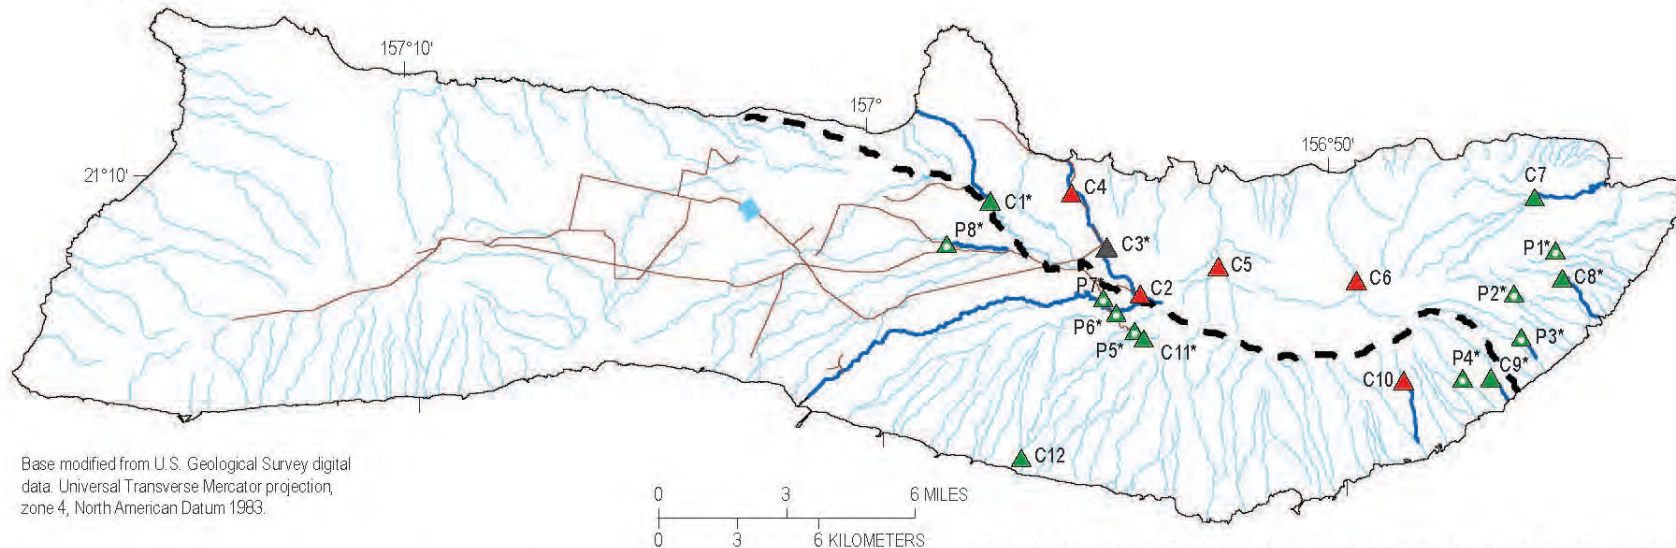 157°10'
157°
156°50'
21°10'
C1*
C4
C7
P8*
C3*
C5
C6
P1*
C8*
P7*
C2
P2*
P6*
P5*
C11*
P3*
P4*
C9*
C10
C12
Base modified from U.S. Geological Survey digital
data. Universal Transverse Mercator projection,
zone 4, North American Datum 1983.
0 3 6 MILES
0 3 6 KILOMETERS